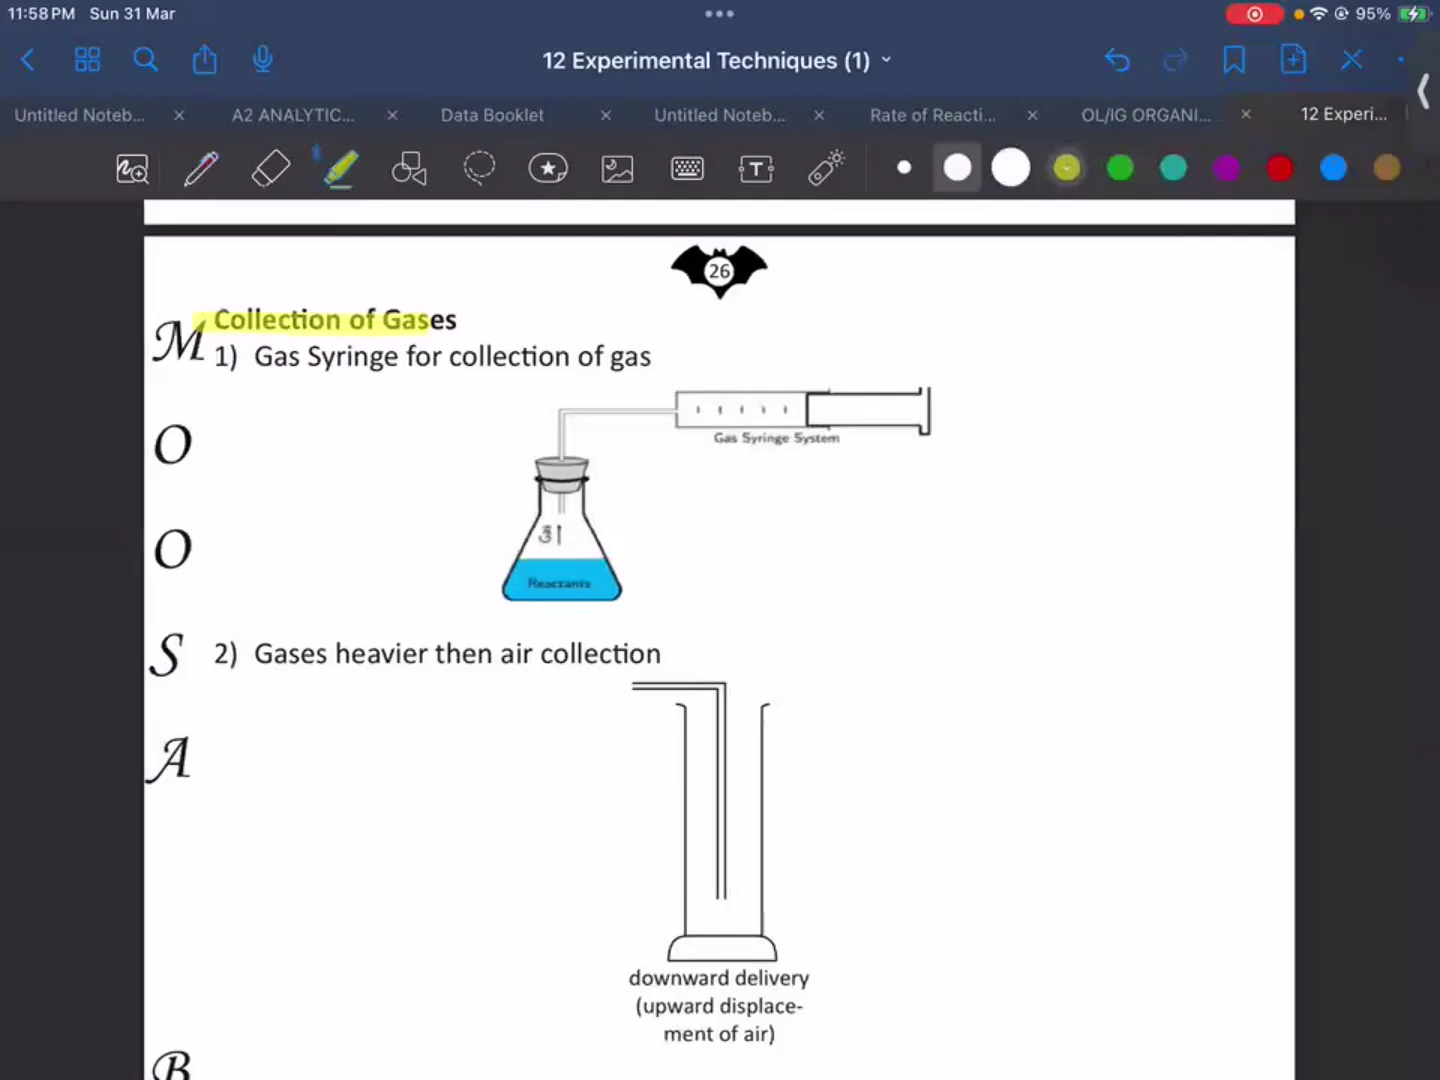 11:58 PM Sun 31 Mar
95%
12 Experimental Techniques (1)
Untitled Noteb...
A2 ANALYTIC...
Data Booklet
Untitled Noteb...
Rate of Reacti...
OL/IG ORGANI...
12 Experi...
T
26
Collection of Gases
M
1) Gas Syringe for collection of gas
Gas Syringe System
O
Gas
O
Reactants
S
2) Gases heavier then air collection
A
downward delivery
(upward displace-
ment of air)
B